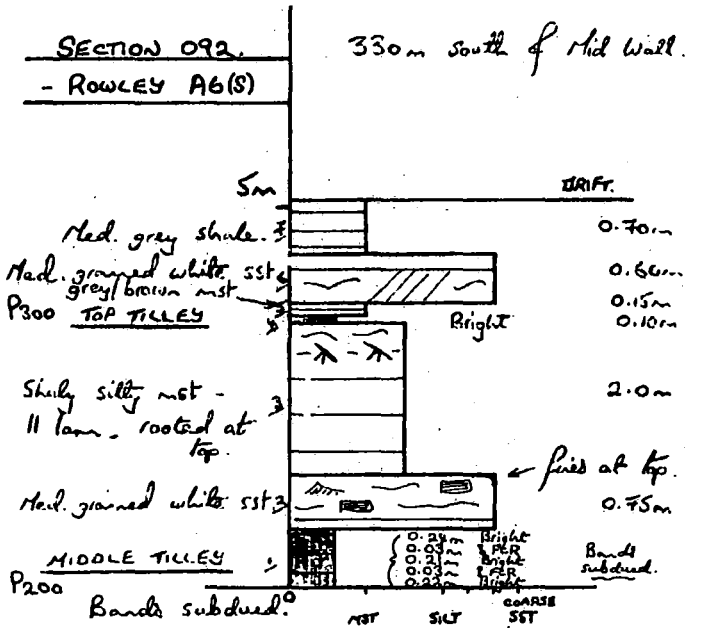 SECTION 092.
330m south of Mid Wall.
- ROWLEY A6(S)
5m
DRIFT.
Med. grey shale.
0.70m
Med. grained white sst
0.60m
grey/brown mst
0.15m
P300 TOP TILLEY
Bright
0.10m
Shaly silty mst -
2.0m
11 lam - rooted at
top.
fines at top.
Med. grained white sst
0.75m
MIDDLE TILLEY
0.24m Bright
0.03m
0.21m Bright
0.03m
0.22m Bright
Bands
subdued.
P200
0
Bands subdued.
MST
SILT
COARSE
SST